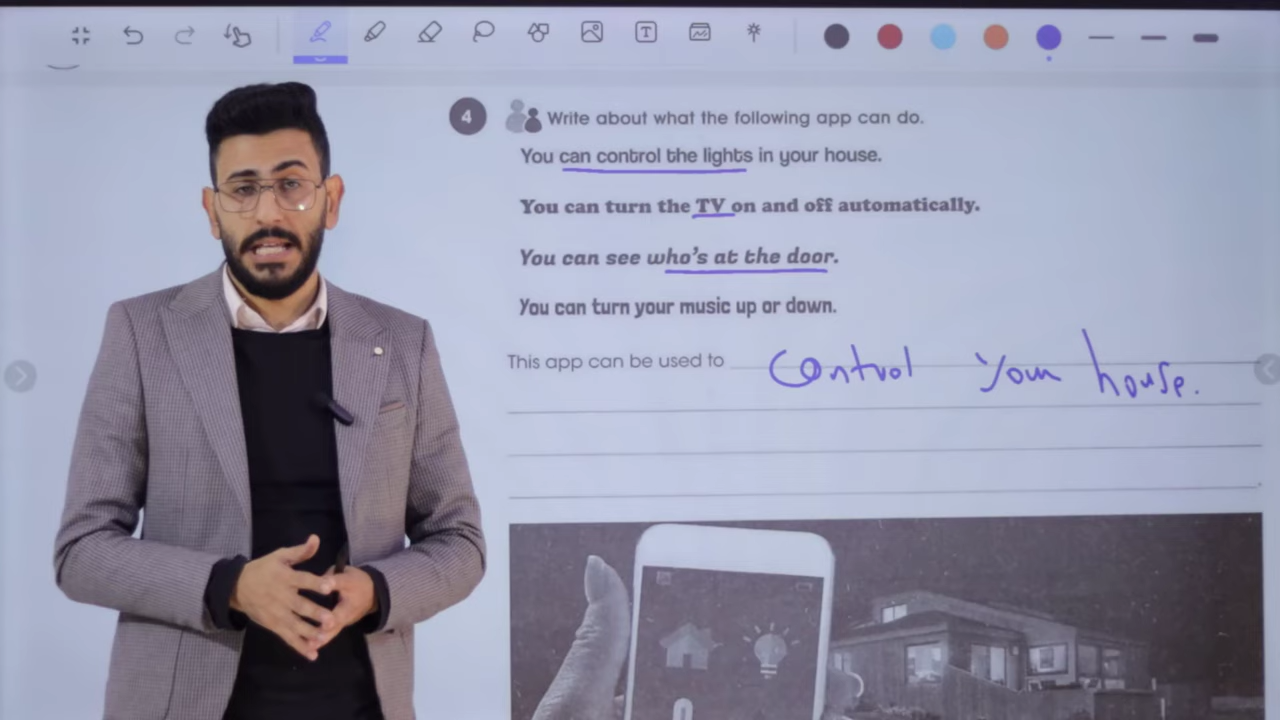 4 Write about what the following app can do.
You can control the lights in your house.
You can turn the TV on and off automatically.
You can see who's at the door.
You can turn your music up or down.
This app can be used to control your house.